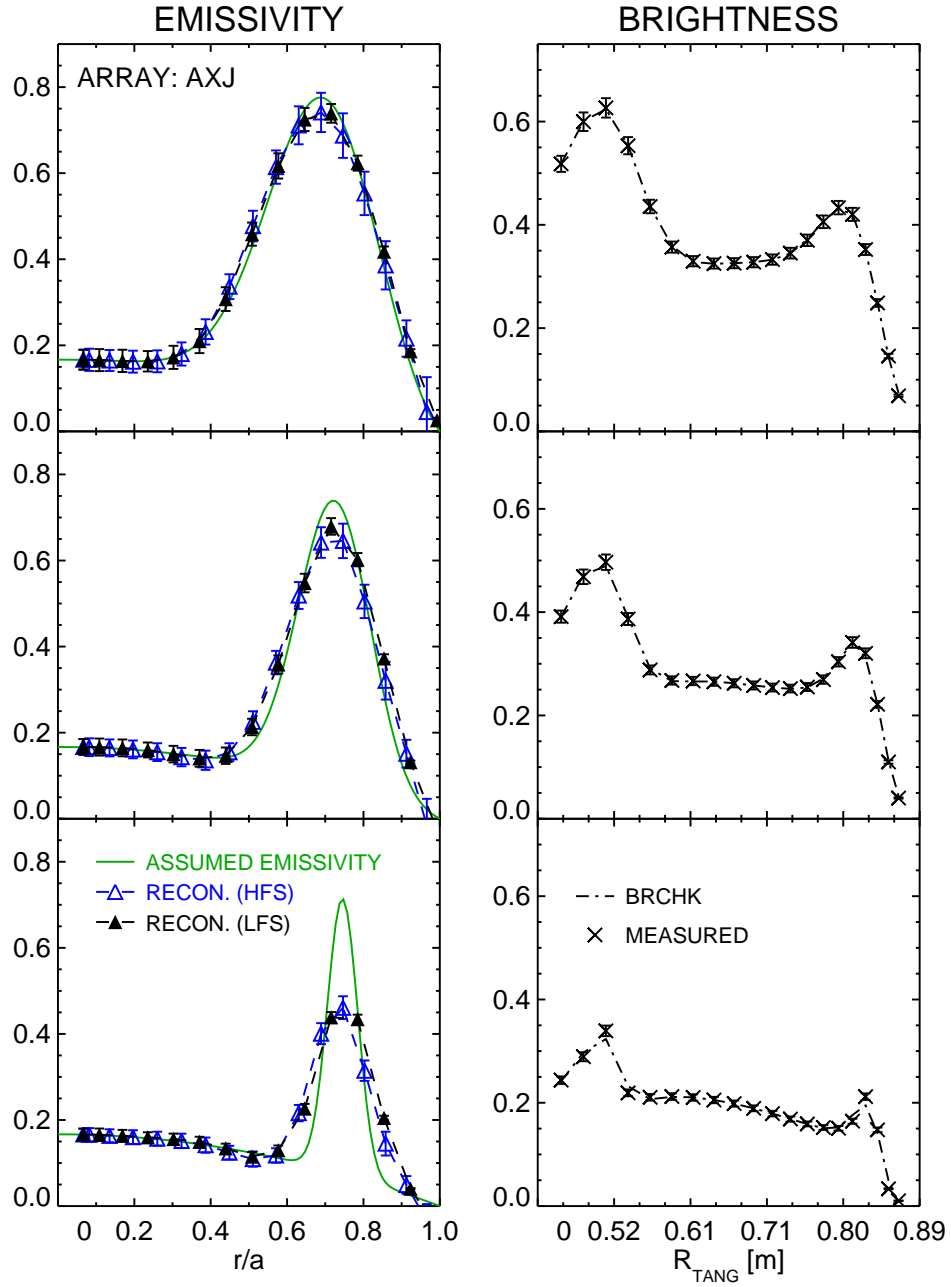 EMISSIVITY
BRIGHTNESS
ARRAY: AXJ
0.8
0.6
0.4
0.2
0.0
0.6
0.4
0.2
0.0
0.8
0.6
0.4
0.2
0.0
0.6
0.4
0.2
0.0
ASSUMED EMISSIVITY
RECON. (HFS)
RECON. (LFS)
0.8
0.6
0.4
0.2
0.0
BRCHK
MEASURED
0.6
0.4
0.2
0.0
0 0.2 0.4 0.6 0.8 1.0
r/a
0 0.52 0.61 0.71 0.80 0.89
R_TANG [m]